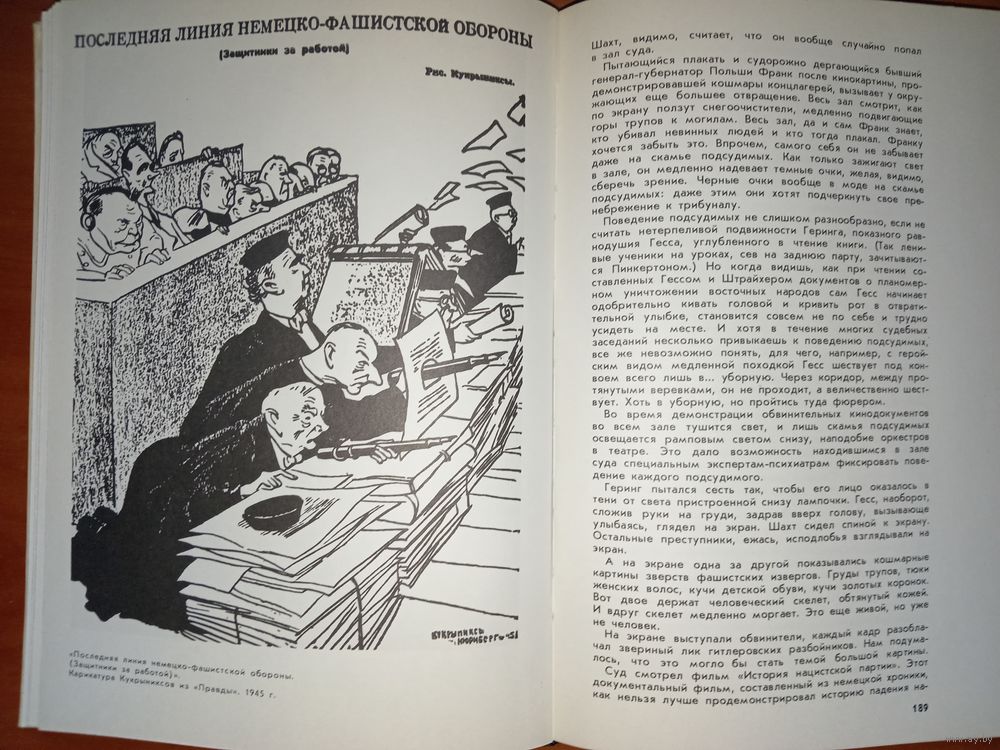 ПОСЛЕДНЯЯ ЛИНИЯ НЕМЕЦКО-ФАШИСТСКОЙ ОБОРОНЫ
(Защитники за работой)
Рис. Кукрыниксы.
КУКРЫНИКСЫ
НЮРНБЕРГ
«Последняя линия немецко-фашистской обороны.
(Защитники за работой)».
Карикатура Кукрыниксов из «Правды». 1945 г.
Шахт, видимо, считает, что он вообще случайно попал
в зал суда.
Пытающийся плакать и судорожно дергающийся бывший
генерал-губернатор Польши Франк после кинокартины, про-
демонстрировавшей кошмары концлагерей, вызывает у окру-
жающих еще большее отвращение. Весь зал смотрит, как
по экрану ползут снегоочистители, медленно подвигающие
горы трупов к могилам. Весь зал, да и сам Франк знает,
кто убивал невинных людей и кто тогда плакал. Франку
хочется забыть это. Впрочем, самого себя он не забывает
даже на скамье подсудимых. Как только зажигают свет
в зале, он медленно надевает темные очки, желая, видимо,
сберечь зрение. Черные очки вообще в моде на скамье
подсудимых: даже этим они хотят подчеркнуть свое пре-
небрежение к трибуналу.
Поведение подсудимых не слишком разнообразно, если не
считать нетерпеливой подвижности Геринга, показного рав-
нодушия Гесса, углубленного в чтение книги. (Так лени-
вые ученики на уроках, сев на заднюю парту, зачитывают-
ся Пинкертоном.) Но когда видишь, как при чтении со-
ставленных Гессом и Штрайхером документов о планомер-
ном уничтожении восточных народов сам Гесс начинает
одобрительно кивать головой и кривить рот в отврати-
тельной улыбке, становится совсем не по себе и трудно
усидеть на месте. И хотя в течение многих судебных
заседаний несколько привыкаешь к поведению подсудимых,
все же невозможно понять, для чего, например, с герой-
ским видом медленной походкой Гесс шествует под кон-
воем всего лишь в... уборную. Через коридор, между про-
тянутыми веревками, он не проходит, а величественно шест-
вует. Хоть в уборную, но пройтись туда фюрером.
Во время демонстрации обвинительных кинодокументов
во всем зале тушится свет, и лишь скамья подсудимых
освещается рамповым светом снизу, наподобие оркестров
в театре. Это дало возможность находившимся в зале
суда специальным экспертам-психиатрам фиксировать пове-
дение каждого подсудимого.
Геринг пытался сесть так, чтобы его лицо оказалось в
тени от света пристроенной снизу лампочки. Гесс, наоборот,
сложив руки на груди, задрав вверх голову, вызывающе
улыбаясь, глядел на экран. Шахт сидел спиной к экрану.
Остальные преступники, ежась, исподлобья взглядывали на
экран.
А на экране одна за другой показывались кошмарные
картины зверств фашистских извергов. Груды трупов, тюки
женских волос, кучи детской обуви, кучи золотых коронок.
Вот двое держат человеческий скелет, обтянутый кожей.
И вдруг скелет медленно моргает. Это еще живой, но уже
не человек.
На экране выступали обвинители, каждый кадр разобла-
чал звериный лик гитлеровских разбойников. Нам подума-
лось, что это могло бы стать темой большой картины.
Суд смотрел фильм «История нацистской партии». Этот
документальный фильм, составленный из немецкой хроники,
как нельзя лучше продемонстрировал историю падения на-
189
www.ay.by